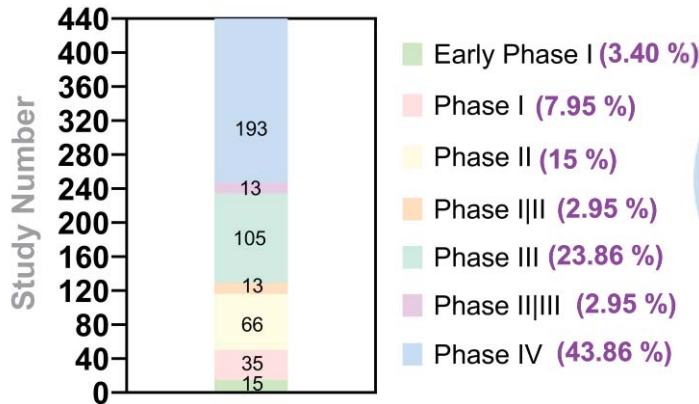 Study Number
440
400
360
320
280
240
200
160
120
80
40
0
193
13
105
13
66
35
15
Early Phase I (3.40 %)
Phase I (7.95 %)
Phase II (15 %)
Phase I|II (2.95 %)
Phase III (23.86 %)
Phase II|III (2.95 %)
Phase IV (43.86 %)